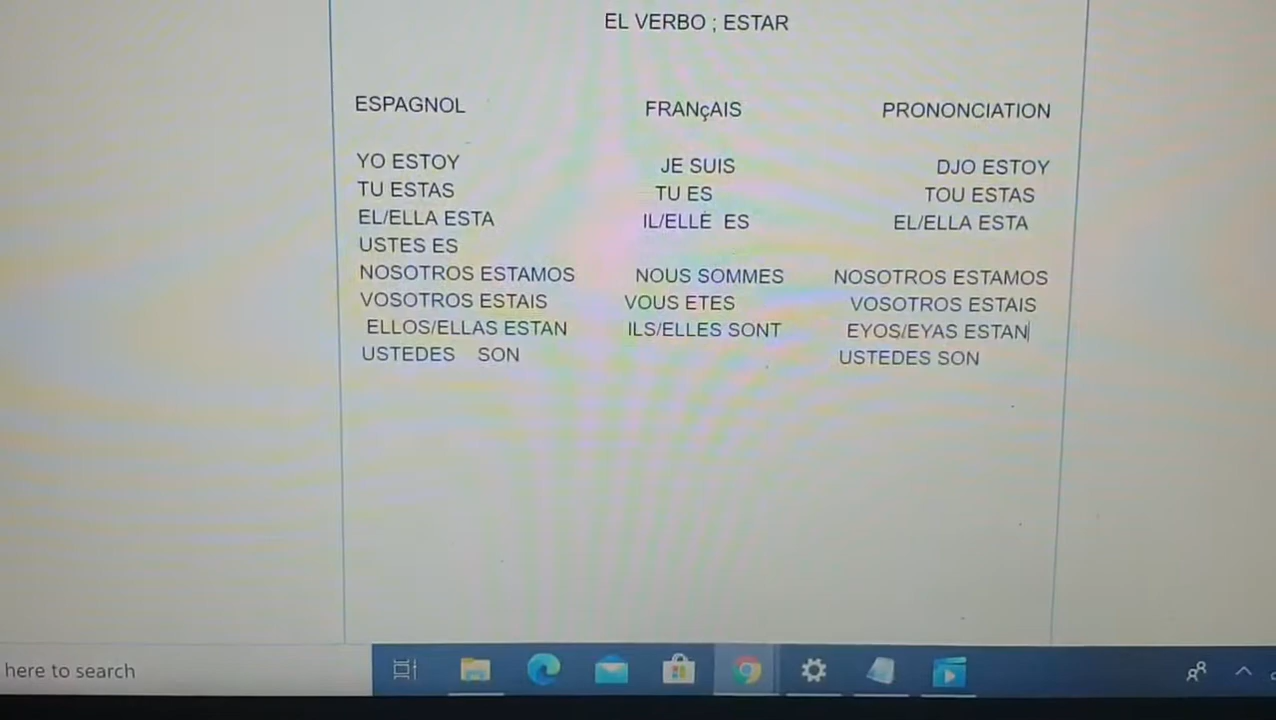 EL VERBO ; ESTAR
ESPAGNOL FRANçAIS PRONONCIATION
YO ESTOY JE SUIS DJO ESTOY
TU ESTAS TU ES TOU ESTAS
EL/ELLA ESTA IL/ELLE ES EL/ELLA ESTA
USTES ES
NOSOTROS ESTAMOS NOUS SOMMES NOSOTROS ESTAMOS
VOSOTROS ESTAIS VOUS ETES VOSOTROS ESTAIS
ELLOS/ELLAS ESTAN ILS/ELLES SONT EYOS/EYAS ESTAN
USTEDES SON USTEDES SON
here to search